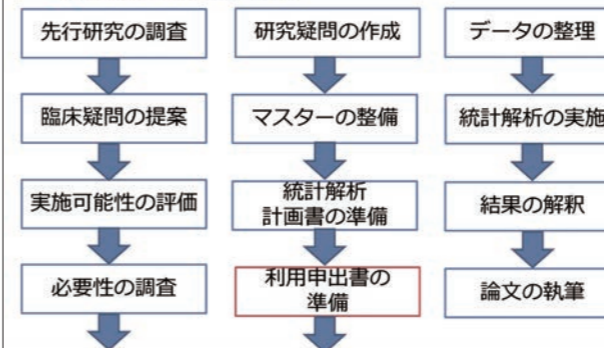 先行研究の調査
臨床疑問の提案
実施可能性の評価
必要性の調査
研究疑問の作成
マスターの整備
統計解析
計画書の準備
利用申出書の
準備
データの整理
統計解析の実施
結果の解釈
論文の執筆